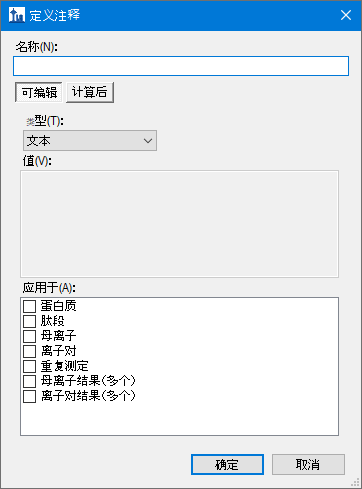 定义注释
名称(N):
可编辑 计算后
类型(T):
文本
值(V):
应用于(A):
蛋白质
肽段
母离子
离子对
重复测定
母离子结果(多个)
离子对结果(多个)
确定 取消